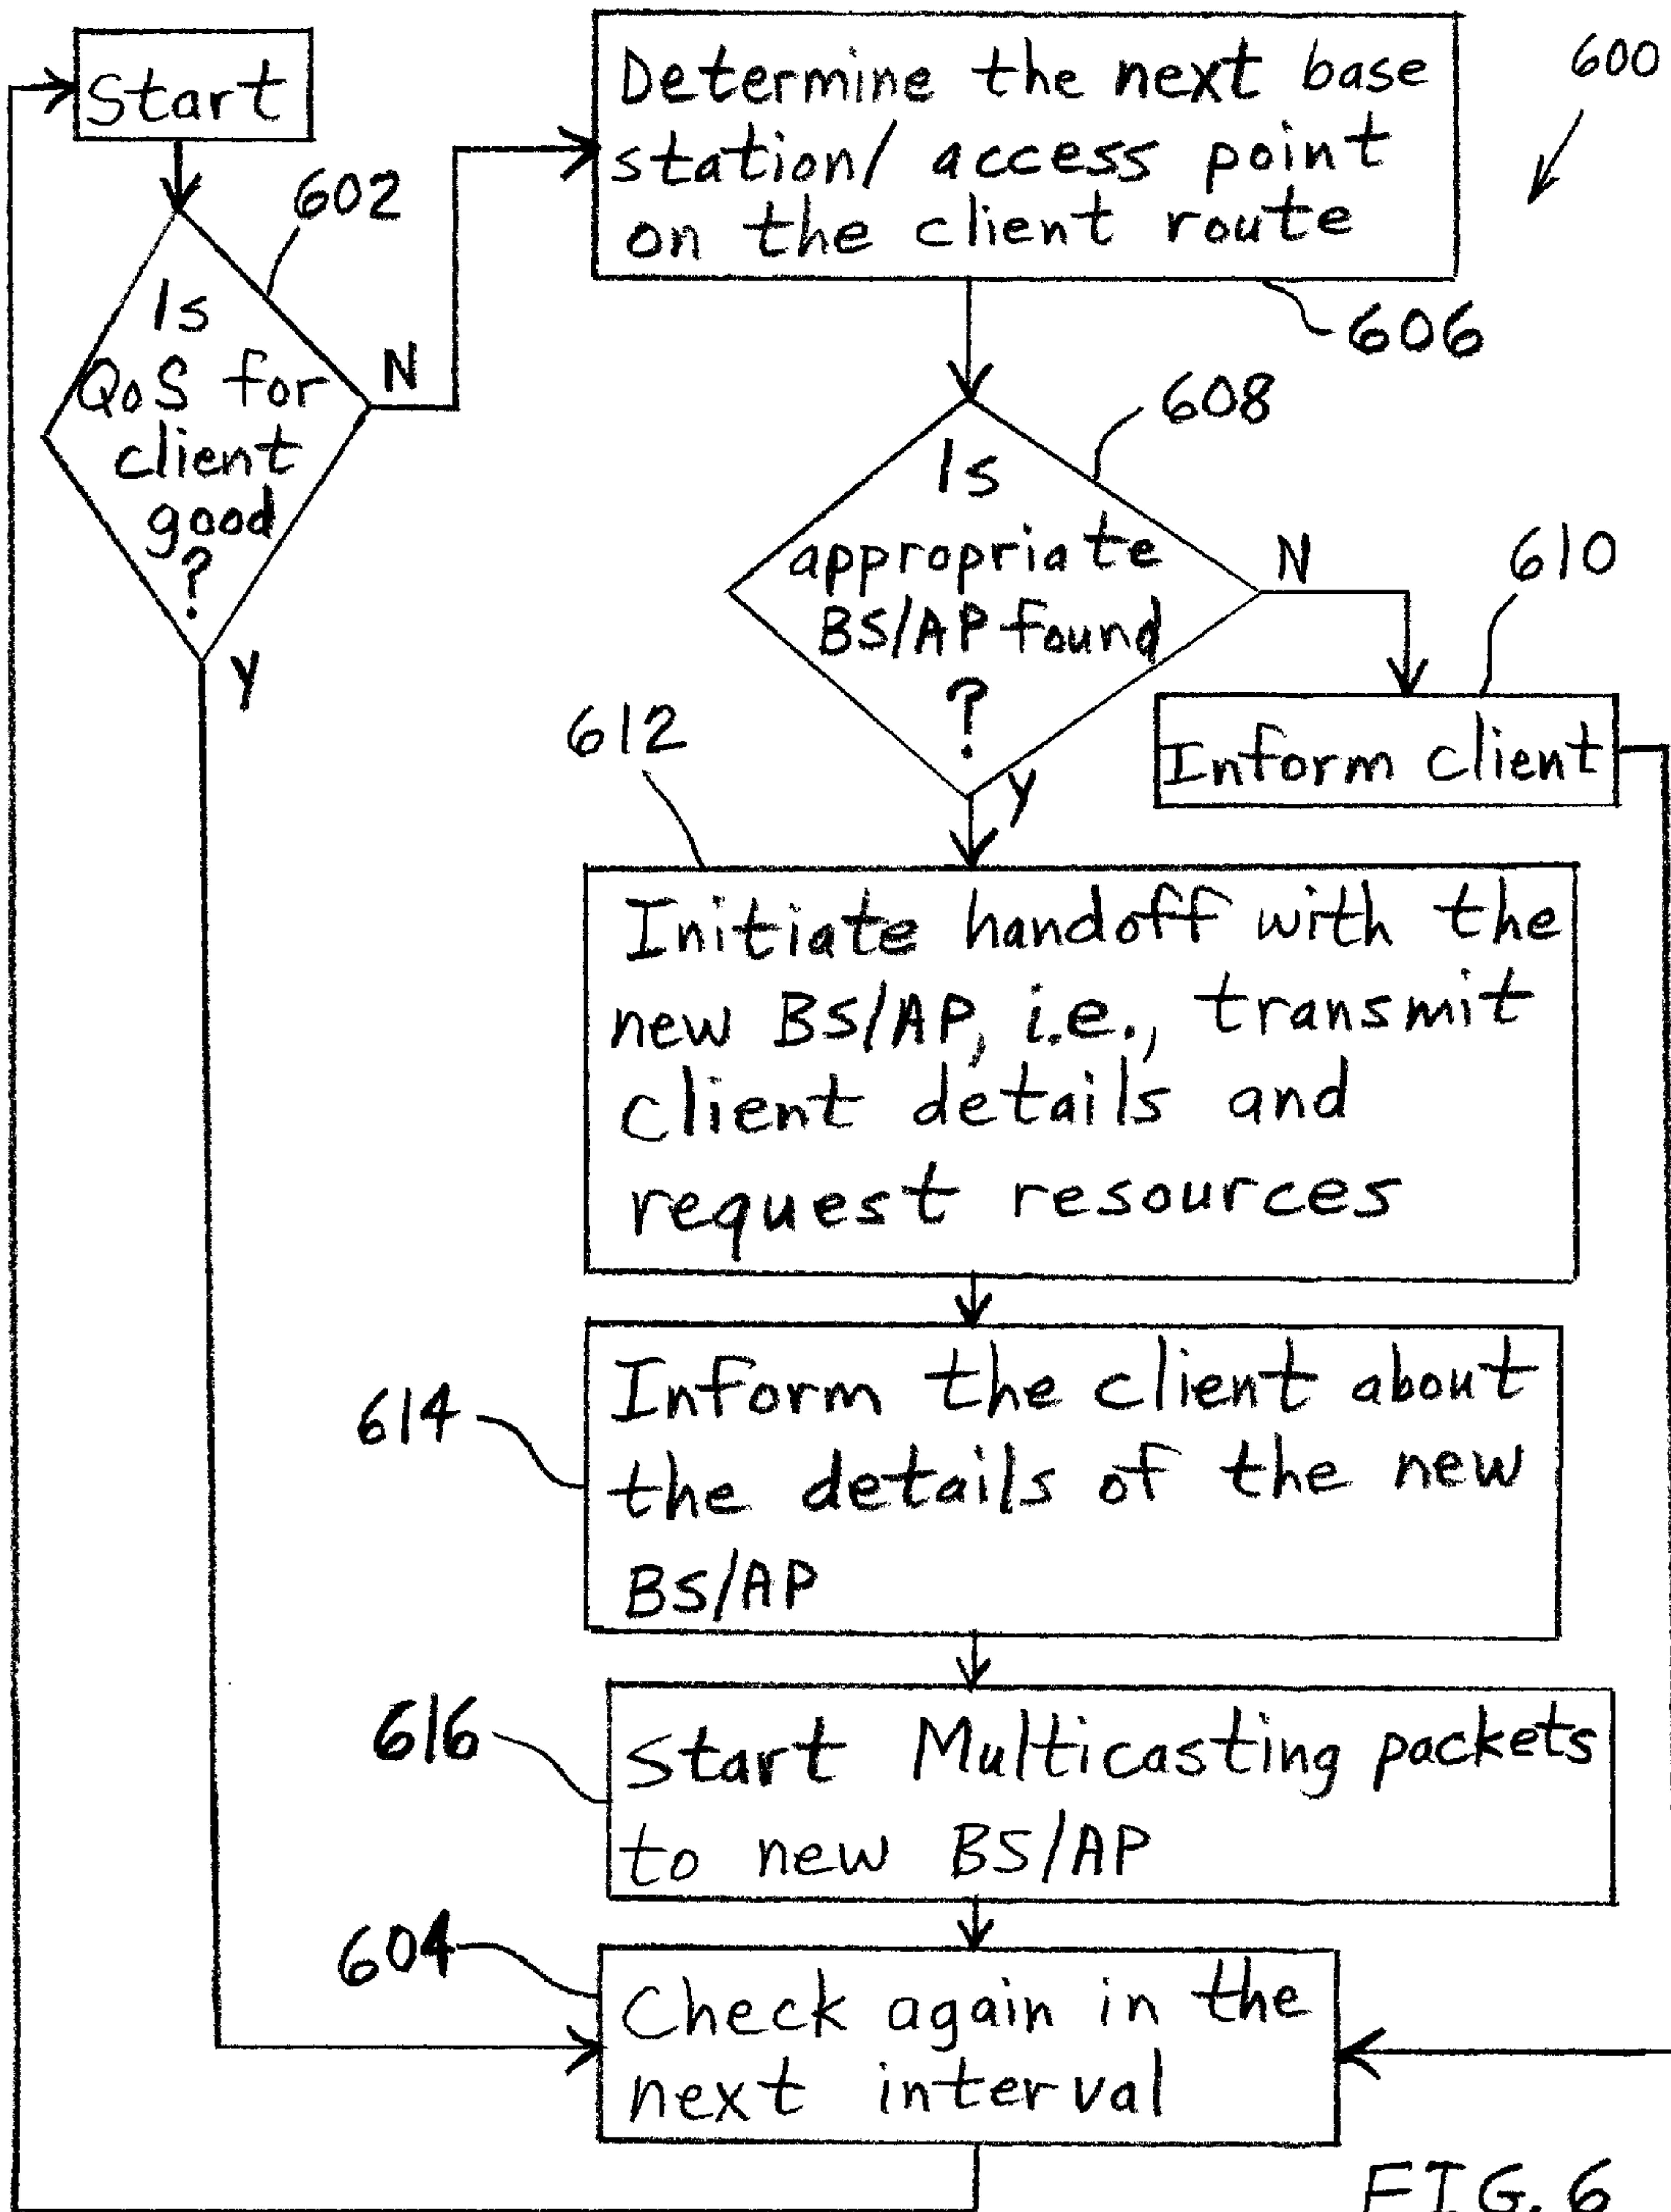 Start
602
Is
QoS for
client
good
?
N
Y
Determine the next base
station/ access point
on the client route
600
606
608
Is
appropriate
BS/AP found
?
N
Y
610
Inform client
612
Initiate handoff with the
new BS/AP, i.e., transmit
client details and
request resources
614
Inform the client about
the details of the new
BS/AP
616
Start Multicasting packets
to new BS/AP
604
Check again in the
next interval
FIG. 6